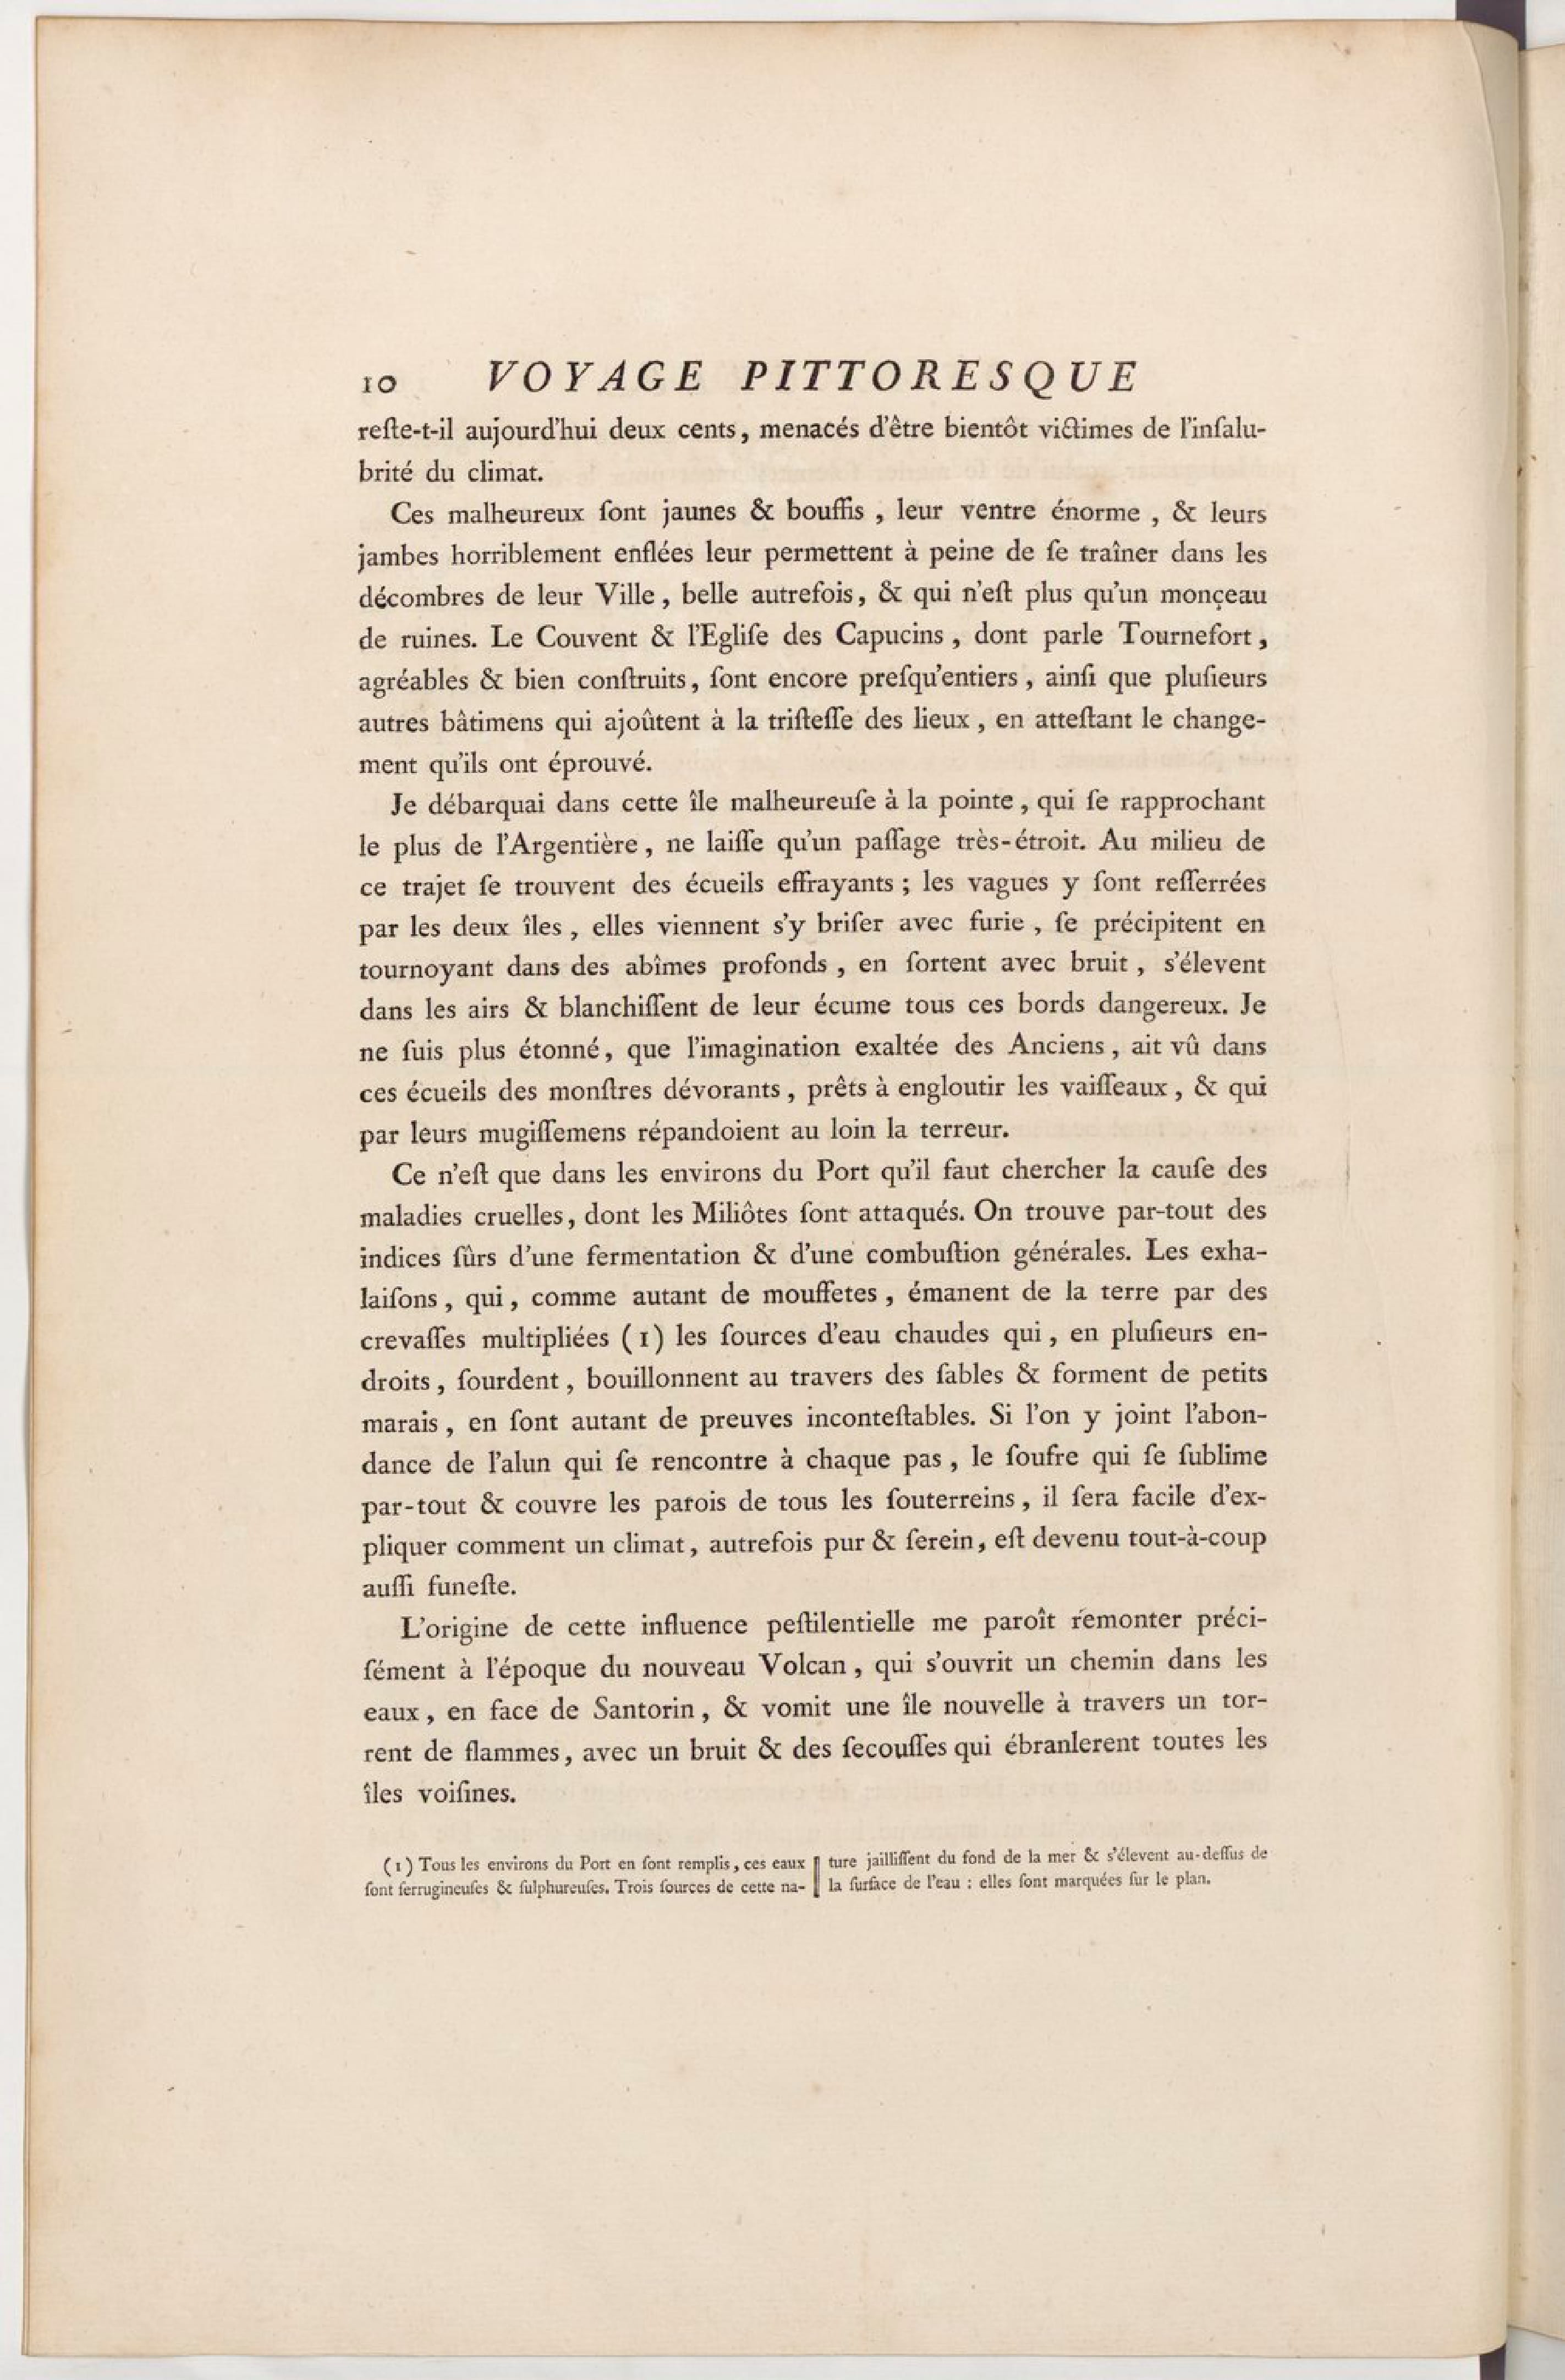 10 VOYAGE PITTORESQUE
reſte-t-il aujourd'hui deux cents, menacés d'être bientôt victimes de l'inſalu-
brité du climat.
Ces malheureux ſont jaunes & bouffis , leur ventre énorme , & leurs
jambes horriblement enflées leur permettent à peine de ſe traîner dans les
décombres de leur Ville , belle autrefois, & qui n'eſt plus qu'un monçeau
de ruines. Le Couvent & l'Egliſe des Capucins , dont parle Tournefort ,
agréables & bien conſtruits, ſont encore preſqu'entiers , ainſi que pluſieurs
autres bâtimens qui ajoûtent à la triſteſſe des lieux , en atteſtant le change-
ment qu'ils ont éprouvé.
Je débarquai dans cette île malheureuſe à la pointe , qui ſe rapprochant
le plus de l'Argentière , ne laiſſe qu'un paſſage très-étroit. Au milieu de
ce trajet ſe trouvent des écueils effrayants ; les vagues y ſont reſſerrées
par les deux îles , elles viennent s'y briſer avec furie , ſe précipitent en
tournoyant dans des abîmes profonds , en ſortent avec bruit , s'élevent
dans les airs & blanchiſſent de leur écume tous ces bords dangereux. Je
ne ſuis plus étonné, que l'imagination exaltée des Anciens , ait vû dans
ces écueils des monſtres dévorants , prêts à engloutir les vaiſſeaux , & qui
par leurs mugiſſemens répandoient au loin la terreur.
Ce n'eſt que dans les environs du Port qu'il faut chercher la cauſe des
maladies cruelles, dont les Miliôtes ſont attaqués. On trouve par-tout des
indices ſûrs d'une fermentation & d'une combuſtion générales. Les exha-
laiſons , qui , comme autant de mouffetes , émanent de la terre par des
crevaſſes multipliées (1) les ſources d'eau chaudes qui , en pluſieurs en-
droits , ſourdent , bouillonnent au travers des ſables & forment de petits
marais , en ſont autant de preuves inconteſtables. Si l'on y joint l'abon-
dance de l'alun qui ſe rencontre à chaque pas , le ſoufre qui ſe ſublime
par-tout & couvre les parois de tous les ſouterreins , il ſera facile d'ex-
pliquer comment un climat , autrefois pur & ſerein, eſt devenu tout-à-coup
auſſi funeſte.
L'origine de cette influence peſtilentielle me paroît remonter préci-
ſément à l'époque du nouveau Volcan , qui s'ouvrit un chemin dans les
eaux , en face de Santorin , & vomit une île nouvelle à travers un tor-
rent de flammes, avec un bruit & des ſecouſſes qui ébranlerent toutes les
îles voiſines.
(1) Tous les environs du Port en ſont remplis , ces eaux
ſont ferrugineuſes & ſulphureuſes. Trois ſources de cette na-
ture jailliſſent du fond de la mer & s'élevent au-deſſus de
la ſurface de l'eau : elles ſont marquées ſur le plan.